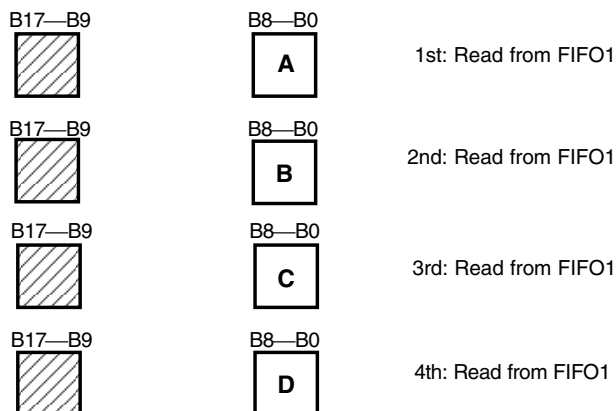 B17—B9 B8—B0
A 1st: Read from FIFO1
B17—B9 B8—B0
B 2nd: Read from FIFO1
B17—B9 B8—B0
C 3rd: Read from FIFO1
B17—B9 B8—B0
D 4th: Read from FIFO1